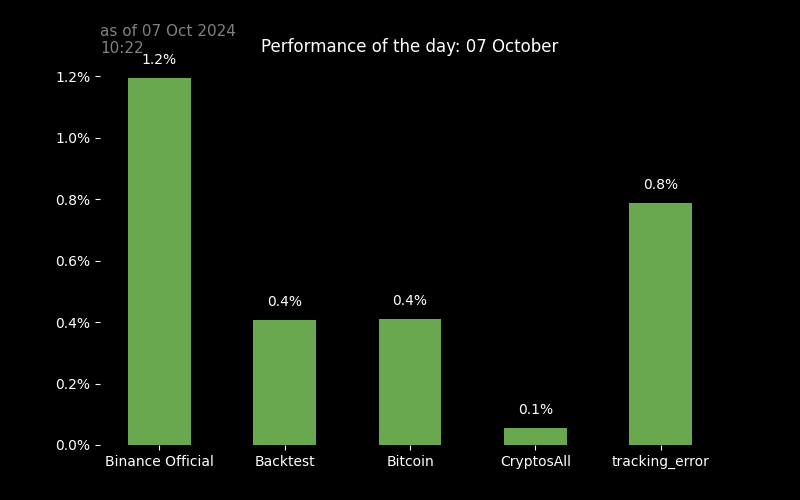 as of 07 Oct 2024
10:22
Performance of the day: 07 October
1.2%
1.0%
0.8%
0.6%
0.4%
0.2%
0.0%
1.2%
0.4%
0.4%
0.1%
0.8%
Binance Official
Backtest
Bitcoin
CryptosAll
tracking_error